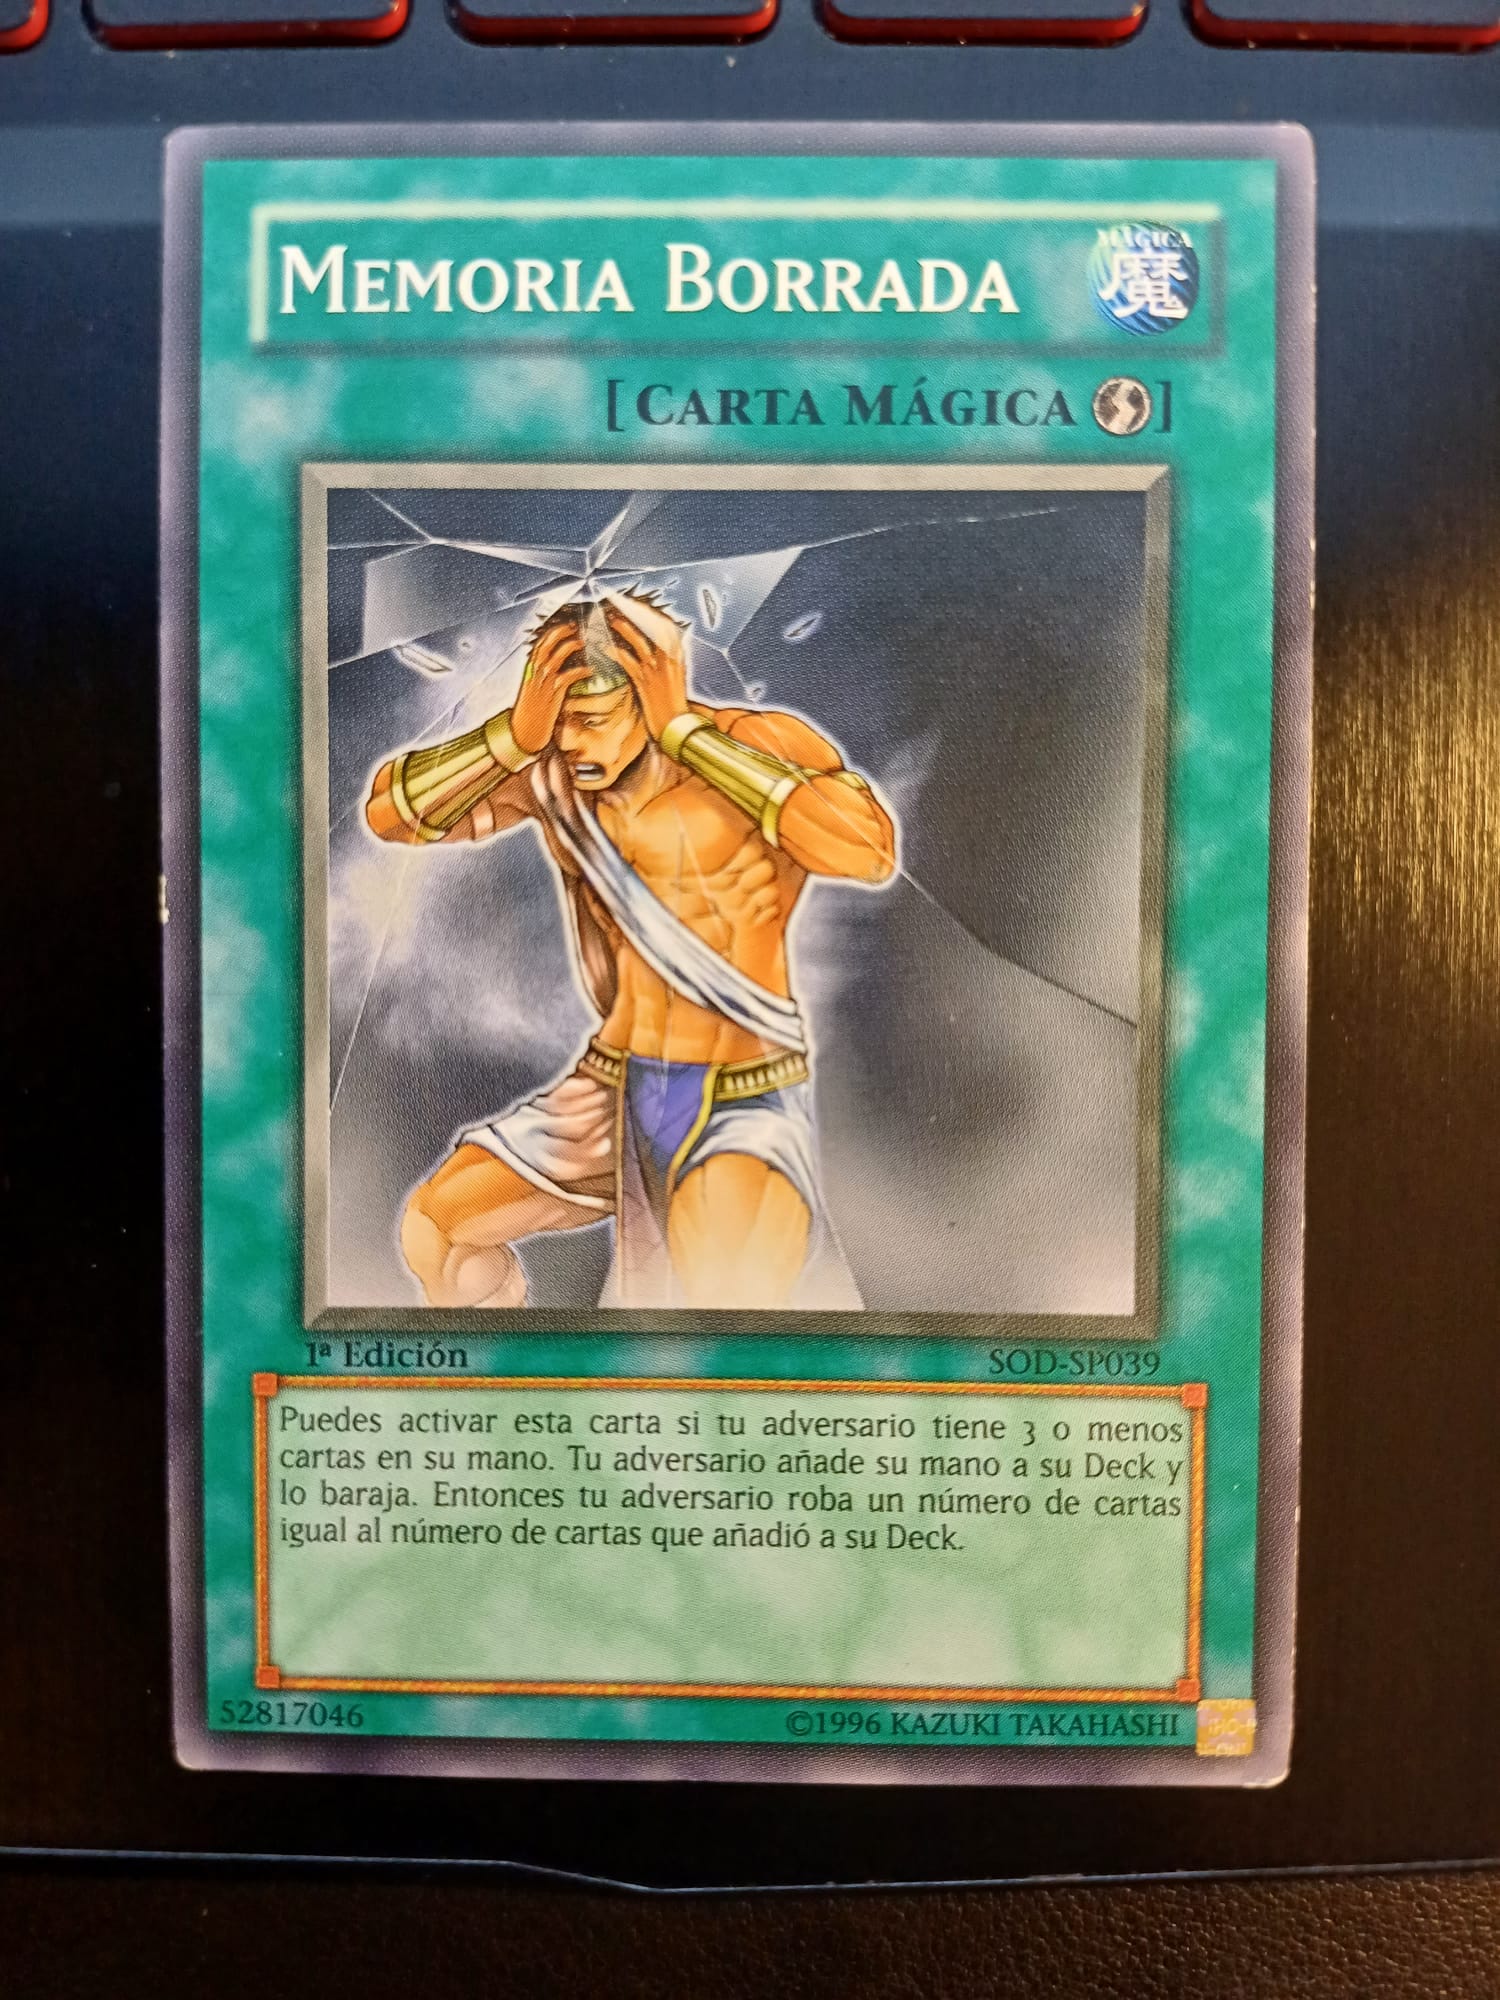 MEMORIA BORRADA
MÁGICA
魔
[CARTA MÁGICA]
1ª Edición
SOD-SP039
Puedes activar esta carta si tu adversario tiene 3 o menos
cartas en su mano. Tu adversario añade su mano a su Deck y
lo baraja. Entonces tu adversario roba un número de cartas
igual al número de cartas que añadió a su Deck.
52817046
©1996 KAZUKI TAKAHASHI